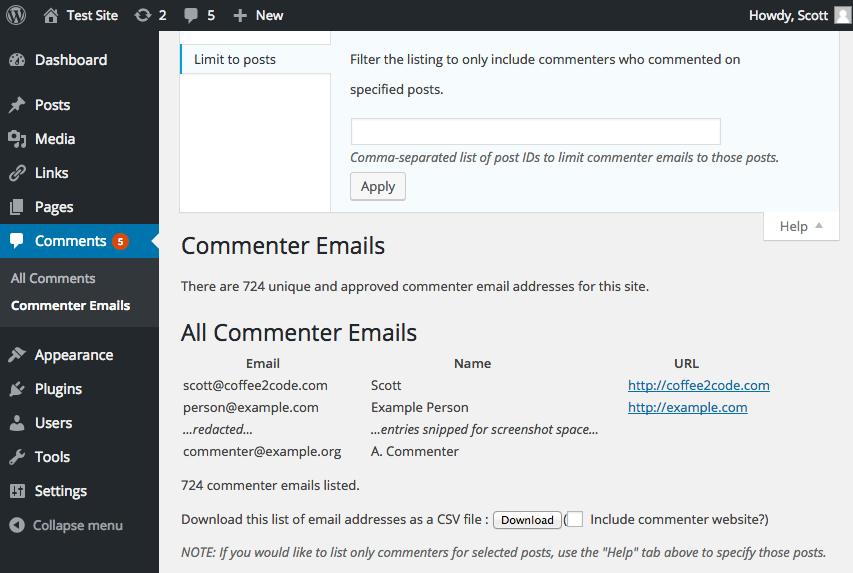 Test Site 2 5 New Howdy, Scott
Dashboard
Posts
Media
Links
Pages
Comments 5
All Comments
Commenter Emails
Appearance
Plugins
Users
Tools
Settings
Collapse menu
Limit to posts
Filter the listing to only include commenters who commented on
specified posts.
Comma-separated list of post IDs to limit commenter emails to those posts.
Apply
Help
Commenter Emails
There are 724 unique and approved commenter email addresses for this site.
All Commenter Emails
Email Name URL
scott@coffee2code.com Scott http://coffee2code.com
person@example.com Example Person http://example.com
...redacted... ...entries snipped for screenshot space...
commenter@example.org A. Commenter
724 commenter emails listed.
Download this list of email addresses as a CSV file : Download ( Include commenter website?)
NOTE: If you would like to list only commenters for selected posts, use the "Help" tab above to specify those posts.